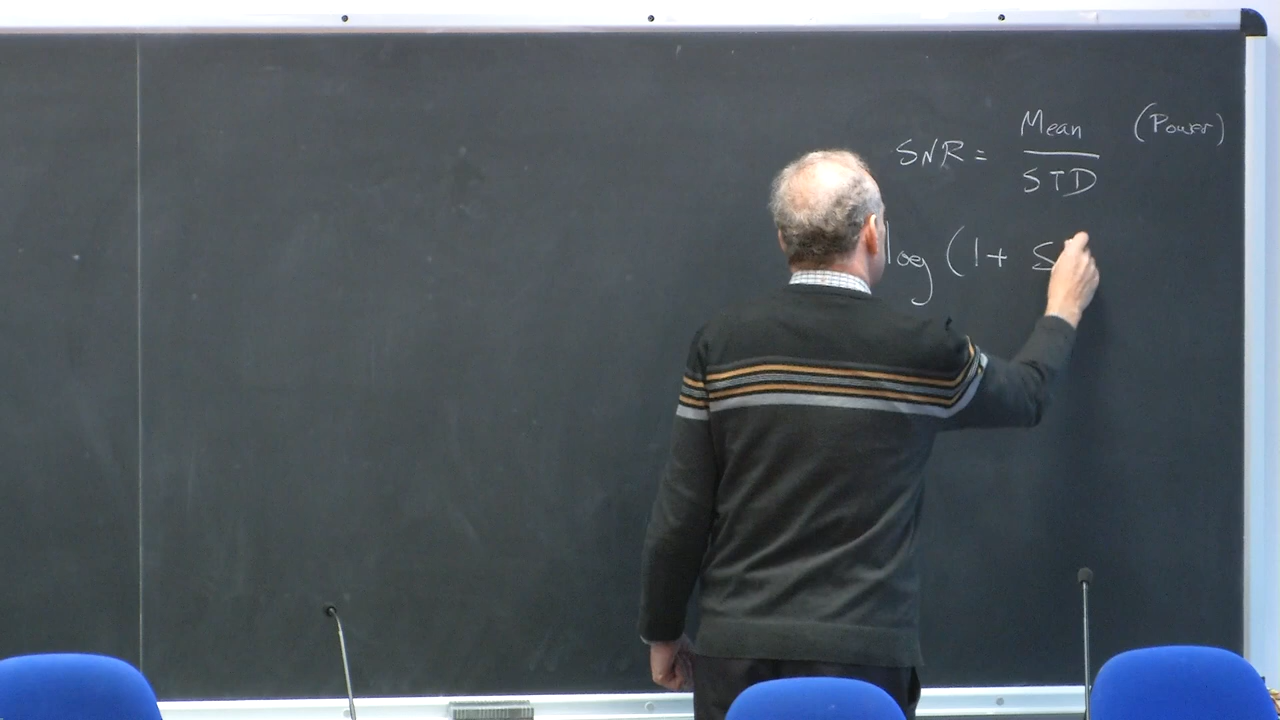 SNR = Mean / STD (Power)
log (1+ S